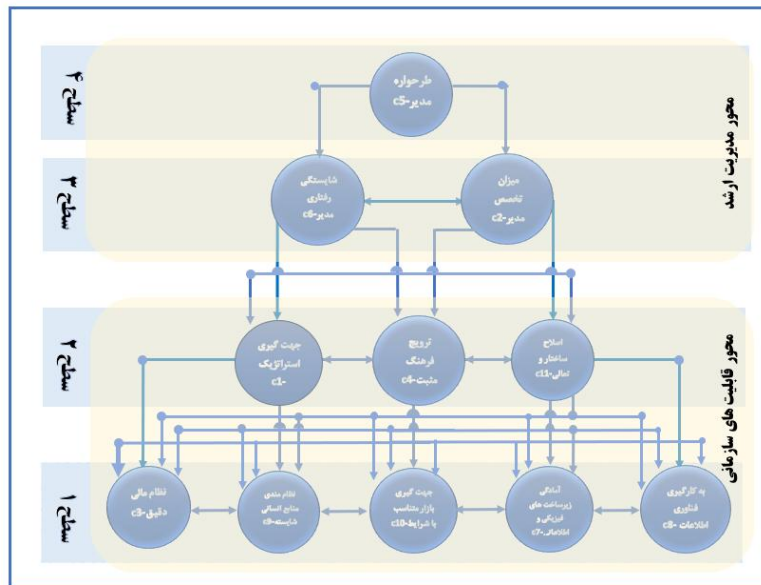 سطح ۴
طرحواره
مدیر-c5
محور مدیریت ارشد
سطح ۳
میزان
تخصص
مدیر-c2
شایستگی
رفتاری
مدیر-c6
سطح ۲
اصلاح
ساختار و
تعالی-c11
ترویج
فرهنگ
مثبت-c4
جهت گیری
استراتژیک
-c1
محور قابلیت های سازمانی
سطح ۱
به کارگیری
فناوری
اطلاعات -c8
آمادگی
زیرساخت های
فیزیکی و
اطلاعاتی-c7
جهت گیری
بازار متناسب
با شرایط-c10
نظام مندی
منابع انسانی
شایسته-c9
نظام مالی
دقیق-c3